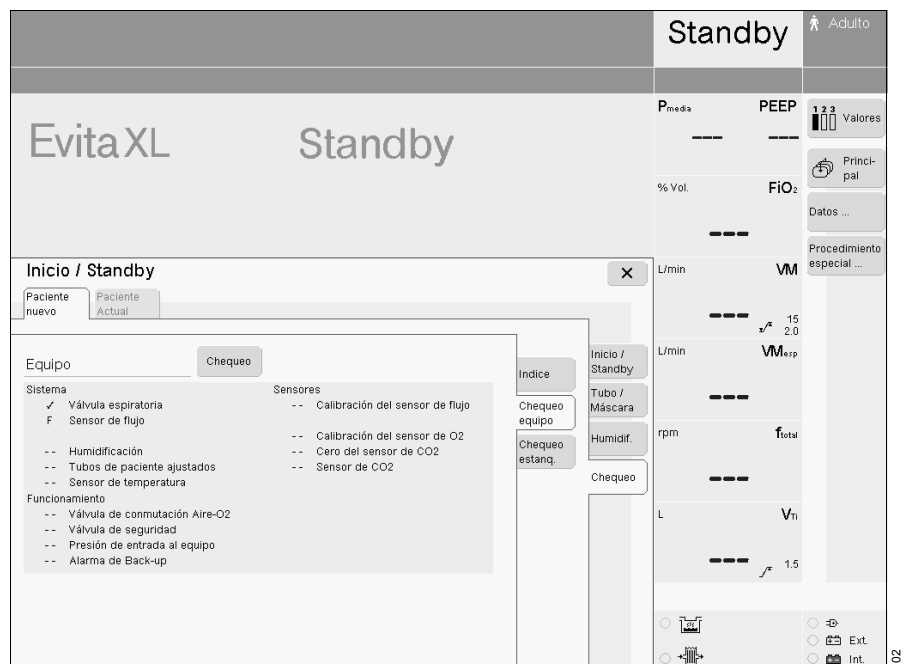 Standby
Adulto
EvitaXL Standby
Pmedia PEEP
--- ---
1 2 3
Valores
Princi-
pal
% Vol. FiO2
---
Datos ...
Procedimiento
especial ...
Inicio / Standby
L/min VM
---
15
2.0
Paciente
nuevo
Paciente
Actual
L/min VMesp
---
Equipo
Chequeo
Sistema
✓ Válvula espiratoria
F Sensor de flujo
-- Humidificación
-- Tubos de paciente ajustados
-- Sensor de temperatura
Funcionamiento
-- Válvula de conmutación Aire-O2
-- Válvula de seguridad
-- Presión de entrada al equipo
-- Alarma de Back-up
Sensores
-- Calibración del sensor de flujo
-- Calibración del sensor de O2
-- Cero del sensor de CO2
-- Sensor de CO2
Indice
Chequeo
equipo
Chequeo
estanq.
Inicio /
Standby
Tubo /
Máscara
Humidif.
Chequeo
rpm ftotal
---
L VTi
---
1.5
Ext.
Int.
02